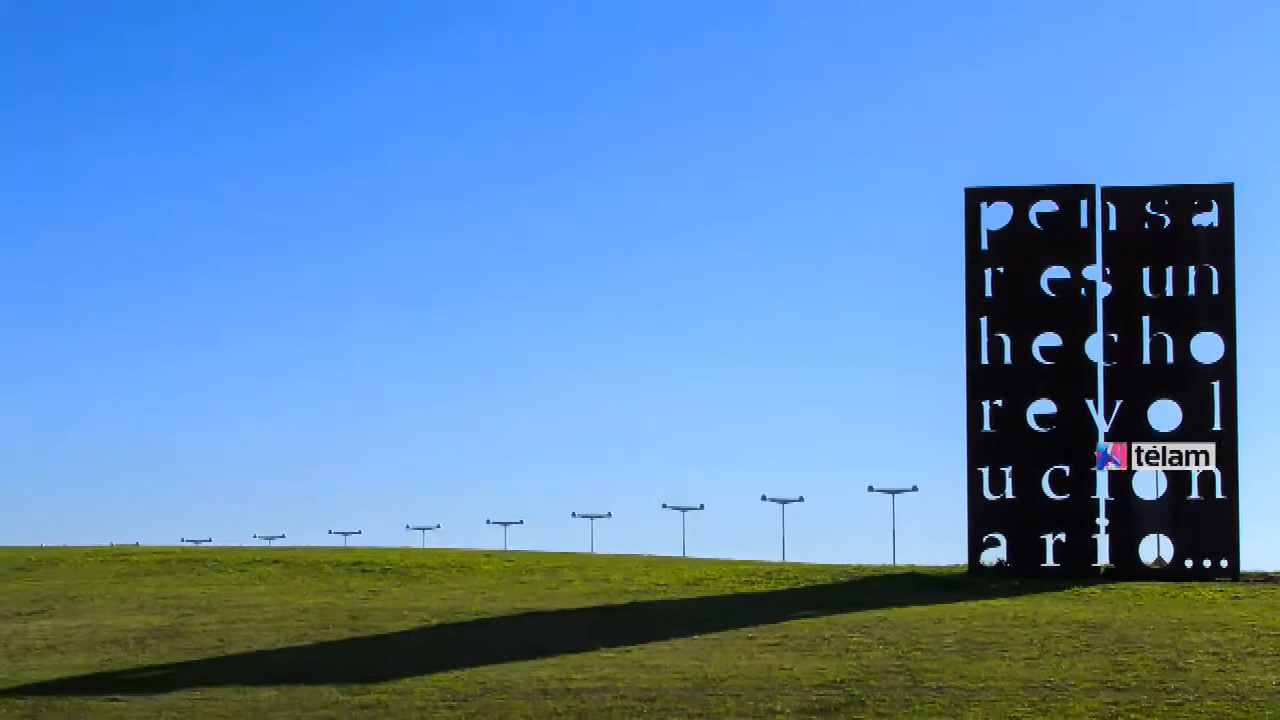 pensa
r es un
hecho
revol
ucion
ario...
télam